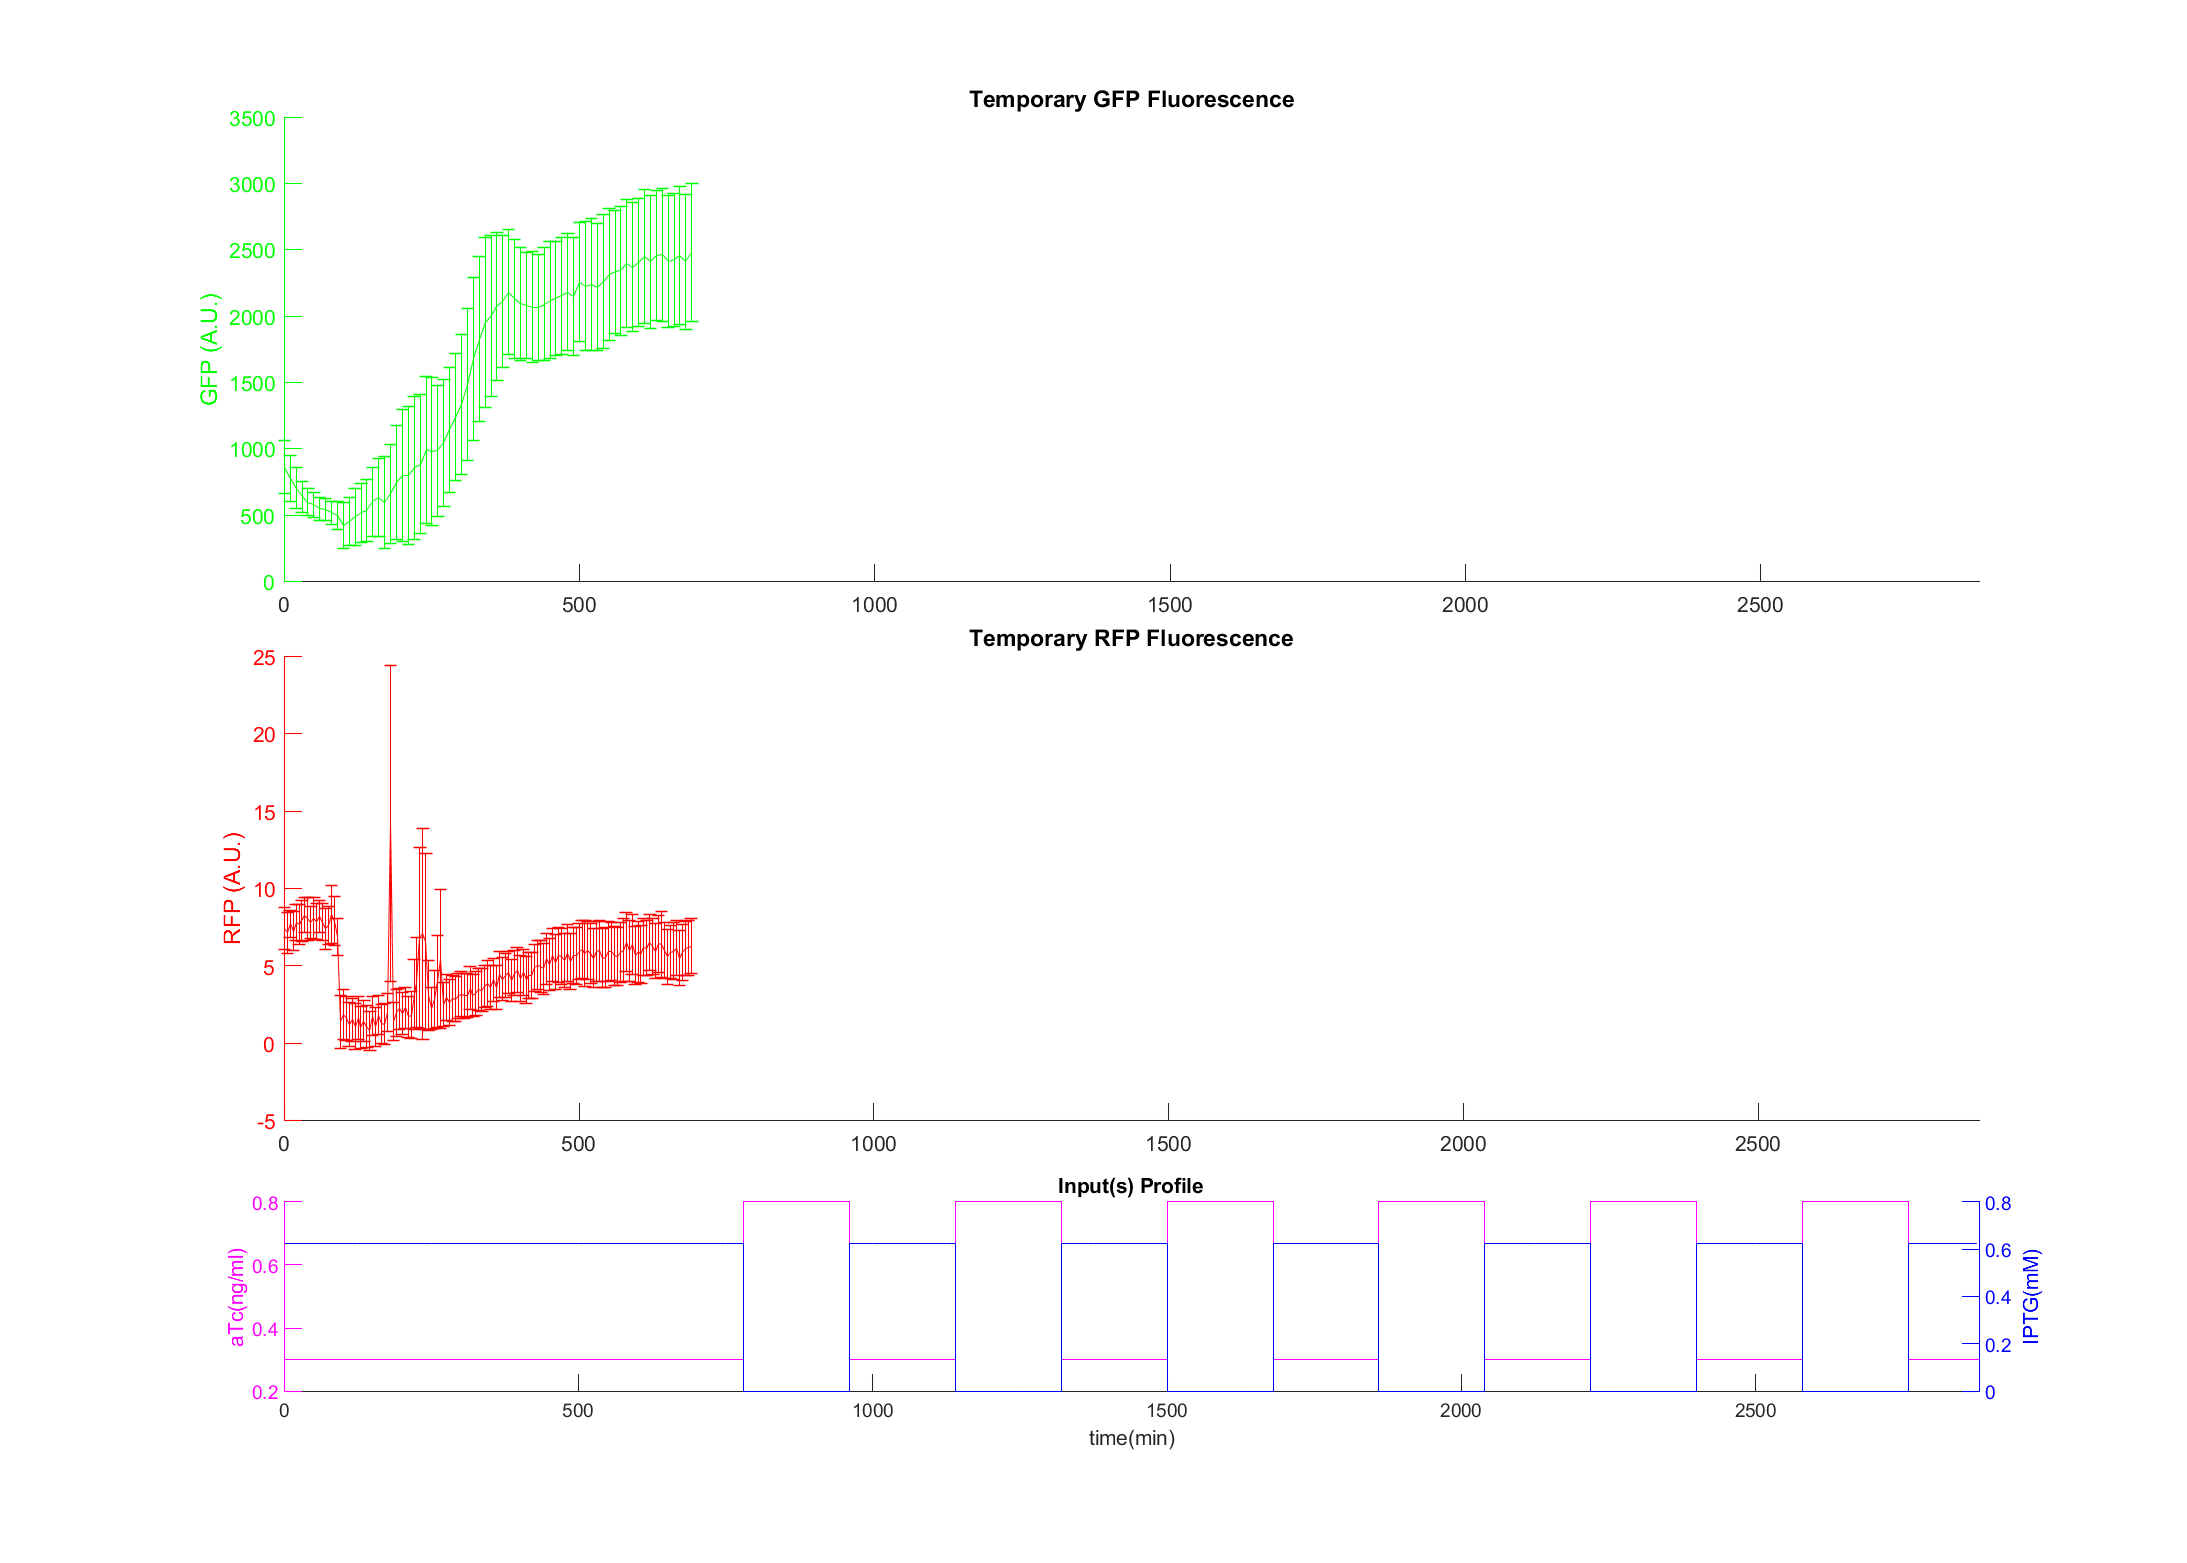 Temporary GFP Fluorescence
3500
3000
2500
2000
1500
1000
500
0
GFP (A.U.)
0 500 1000 1500 2000 2500
Temporary RFP Fluorescence
25
20
15
10
5
0
-5
RFP (A.U.)
0 500 1000 1500 2000 2500
Input(s) Profile
0.8
0.6
0.4
0.2
aTc(ng/ml)
0.8
0.6
0.4
0.2
0
IPTG(mM)
0 500 1000 1500 2000 2500
time(min)